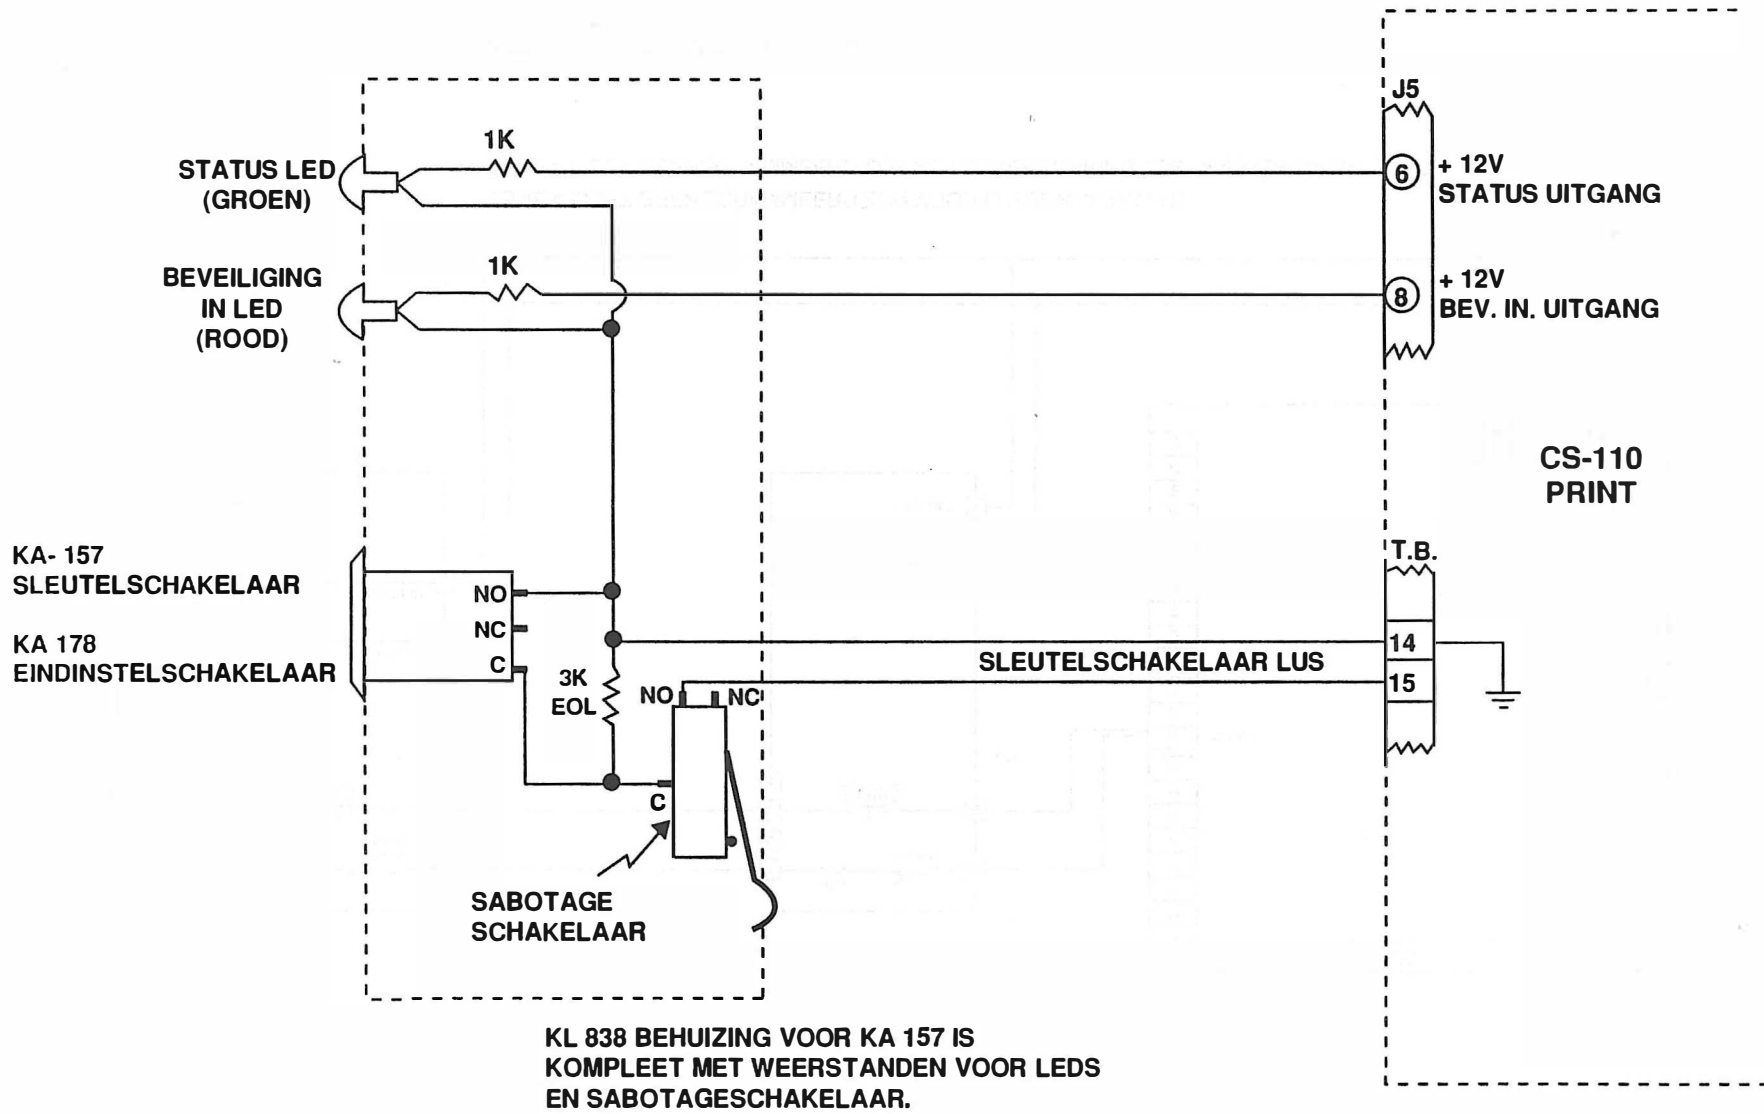 J5
1K
STATUS LED
(GROEN)
6
+ 12V
STATUS UITGANG
1K
BEVEILIGING
IN LED
(ROOD)
8
+ 12V
BEV. IN. UITGANG
CS-110
PRINT
KA- 157
SLEUTELSCHAKELAAR
KA 178
EINDINSTELSCHAKELAAR
NO
NC
C
3K
EOL
NO
NC
C
T.B.
14
15
SLEUTELSCHAKELAAR LUS
SABOTAGE
SCHAKELAAR
KL 838 BEHUIZING VOOR KA 157 IS
KOMPLEET MET WEERSTANDEN VOOR LEDS
EN SABOTAGESCHAKELAAR.